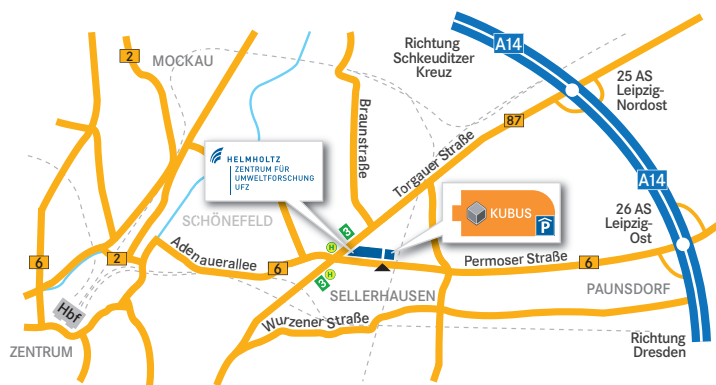 A14
Richtung
Schkeuditzer
Kreuz
2
MOCKAU
25 AS
Leipzig-
Nordost
Braunstraße
87
Torgauer Straße
HELMHOLTZ
ZENTRUM FÜR
UMWELTFORSCHUNG
UFZ
A14
KUBUS
P
26 AS
Leipzig-
Ost
SCHÖNEFELD
3
H
Adenauerallee
6
2
6
H
3
Permoser Straße
6
SELLERHAUSEN
PAUNSDORF
Hbf
Wurzener Straße
ZENTRUM
Richtung
Dresden